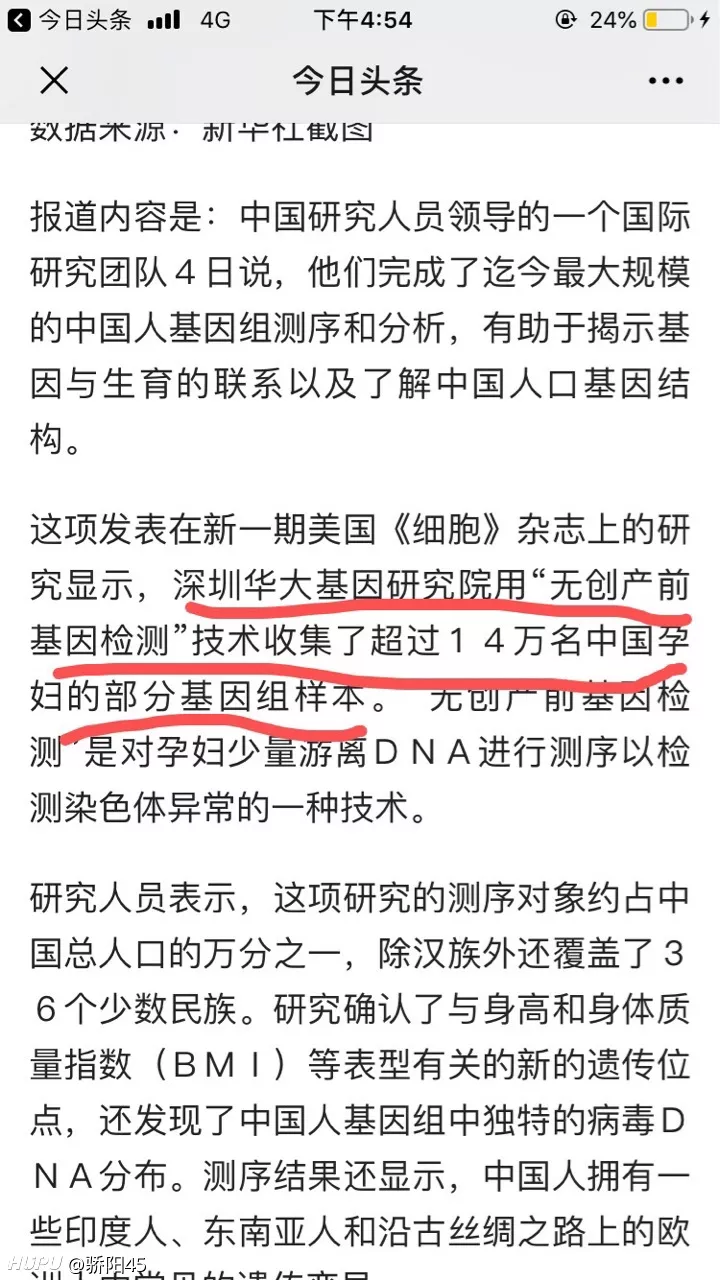 今日头条 4G 下午4:54 24%
今日头条
数据来源：新华社截图
报道内容是：中国研究人员领导的一个国际
研究团队４日说，他们完成了迄今最大规模
的中国人基因组测序和分析，有助于揭示基
因与生育的联系以及了解中国人口基因结
构。
这项发表在新一期美国《细胞》杂志上的研
究显示，深圳华大基因研究院用“无创产前
基因检测”技术收集了超过１４万名中国孕
妇的部分基因组样本。 无创产前基因检
测”是对孕妇少量游离ＤＮＡ进行测序以检
测染色体异常的一种技术。
研究人员表示，这项研究的测序对象约占中
国总人口的万分之一，除汉族外还覆盖了３
６个少数民族。研究确认了与身高和身体质
量指数（ＢＭＩ）等表型有关的新的遗传位
点，还发现了中国人基因组中独特的病毒Ｄ
ＮＡ分布。测序结果还显示，中国人拥有一
些印度人、东南亚人和沿古丝绸之路上的欧
HUPU @骄阳45